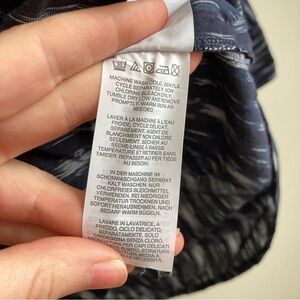 MACHINE WASH COLD, GENTLE
CYCLE SEPARATELY. NON
CHLORINE BLEACH ONLY.
TUMBLE DRY LOW AND REMOVE
PROMPTLY. WARM IRON AS
NEEDED.
LAVER À LA MACHINE À L'EAU
FROIDE, CYCLE DÉLICAT,
SÉPARÉMENT. AGENT DE
BLANCHIMENT NON CHLORÉ
SEULEMENT. SÉCHER AU
SÈCHE-LINGE À BASSE
TEMPÉRATURE ET RETIRER SANS
TARDER. REPASSER AU FER AU
BESOIN.
IN DER MASCHINE IM
SCHONWASCHGANG SEPARAT
KALT WASCHEN. NUR
CHLORFREIE BLEICHE
VERWENDEN. BEI NIEDRIGER
TEMPERATUR TROCKNEN UND
SOFORT HERAUSNEHMEN. NACH
BEDARF WARM BÜGELN.
LAVARE IN LAVATRICE, A
FREDDO, CICLO DELICATO,
SEPARATAMENTE. SOLO
CANDEGGINA SENZA CLORO.